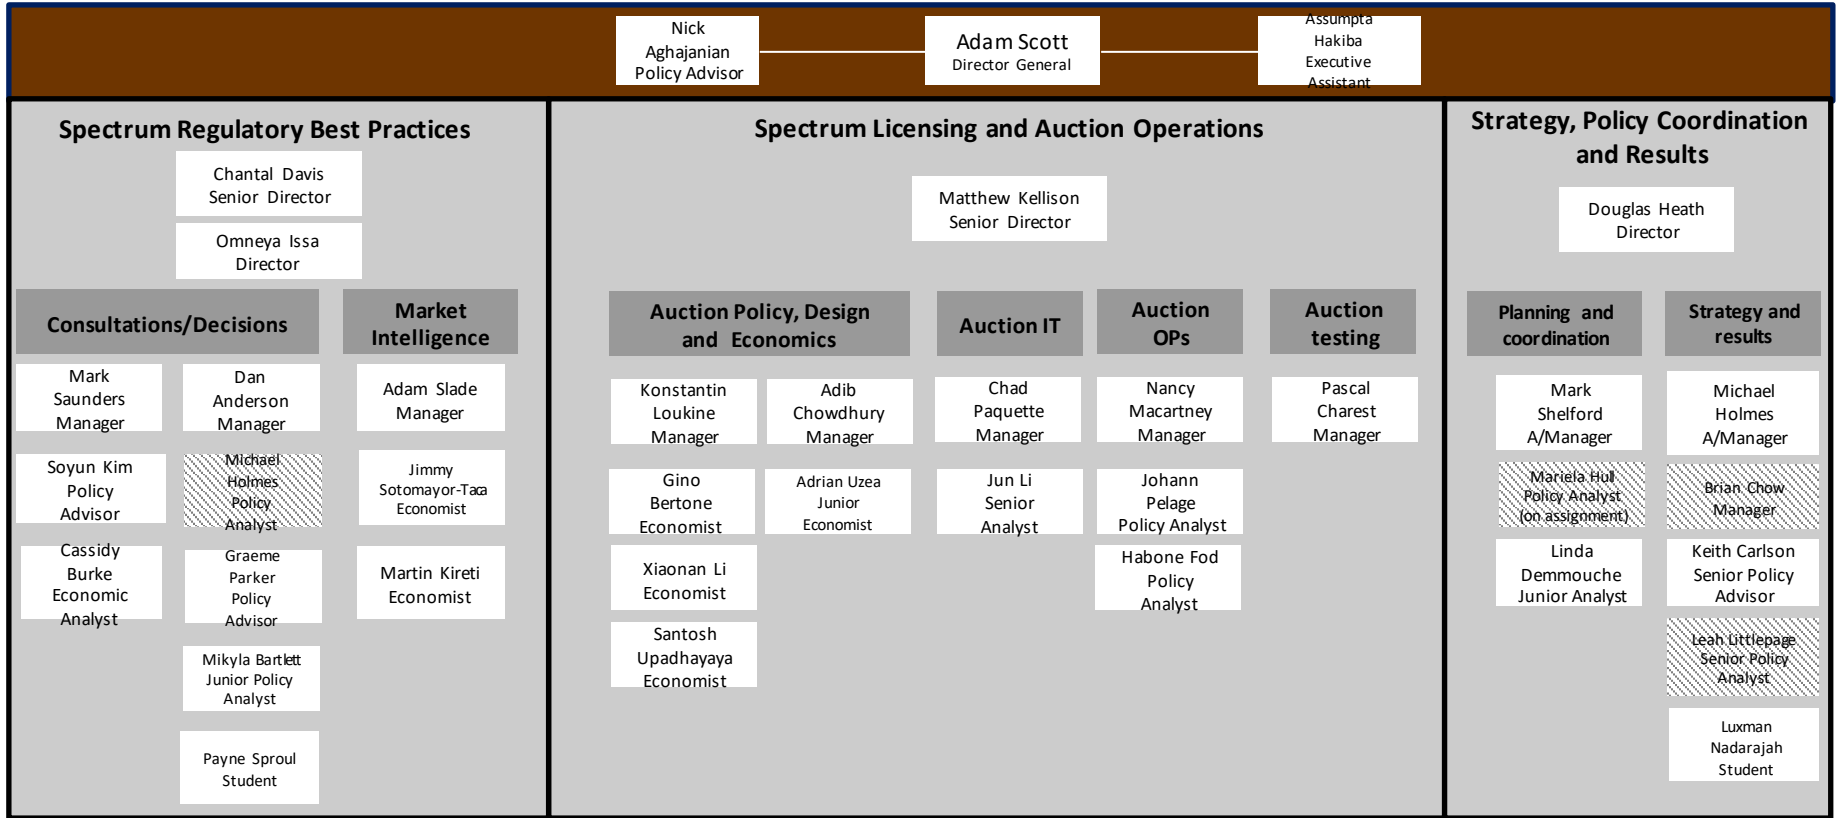 Nick
Aghajanian
Policy Advisor
Adam Scott
Director General
Assumpta
Hakiba
Executive
Assistant
Spectrum Regulatory Best Practices
Chantal Davis
Senior Director
Omneya Issa
Director
Consultations/Decisions
Market
Intelligence
Mark
Saunders
Manager
Dan
Anderson
Manager
Adam Slade
Manager
Soyun Kim
Policy
Advisor
Michael
Holmes
Policy
Analyst
Jimmy
Sotomayor-Taca
Economist
Cassidy
Burke
Economic
Analyst
Graeme
Parker
Policy
Advisor
Martin Kireti
Economist
Mikyla Bartlett
Junior Policy
Analyst
Payne Sproul
Student
Spectrum Licensing and Auction Operations
Matthew Kellison
Senior Director
Auction Policy, Design
and Economics
Auction IT
Auction
OPs
Auction
testing
Konstantin
Loukine
Manager
Adib
Chowdhury
Manager
Chad
Paquette
Manager
Nancy
Macartney
Manager
Pascal
Charest
Manager
Gino
Bertone
Economist
Adrian Uzea
Junior
Economist
Jun Li
Senior
Analyst
Johann
Pelage
Policy Analyst
Xiaonan Li
Economist
Habone Fod
Policy
Analyst
Santosh
Upadhayaya
Economist
Strategy, Policy Coordination
and Results
Douglas Heath
Director
Planning and
coordination
Strategy and
results
Mark
Shelford
A/Manager
Michael
Holmes
A/Manager
Mariela Hull
Policy Analyst
(on assignment)
Brian Chow
Manager
Linda
Demmouche
Junior Analyst
Keith Carlson
Senior Policy
Advisor
Leah Littlepage
Senior Policy
Analyst
Luxman
Nadarajah
Student